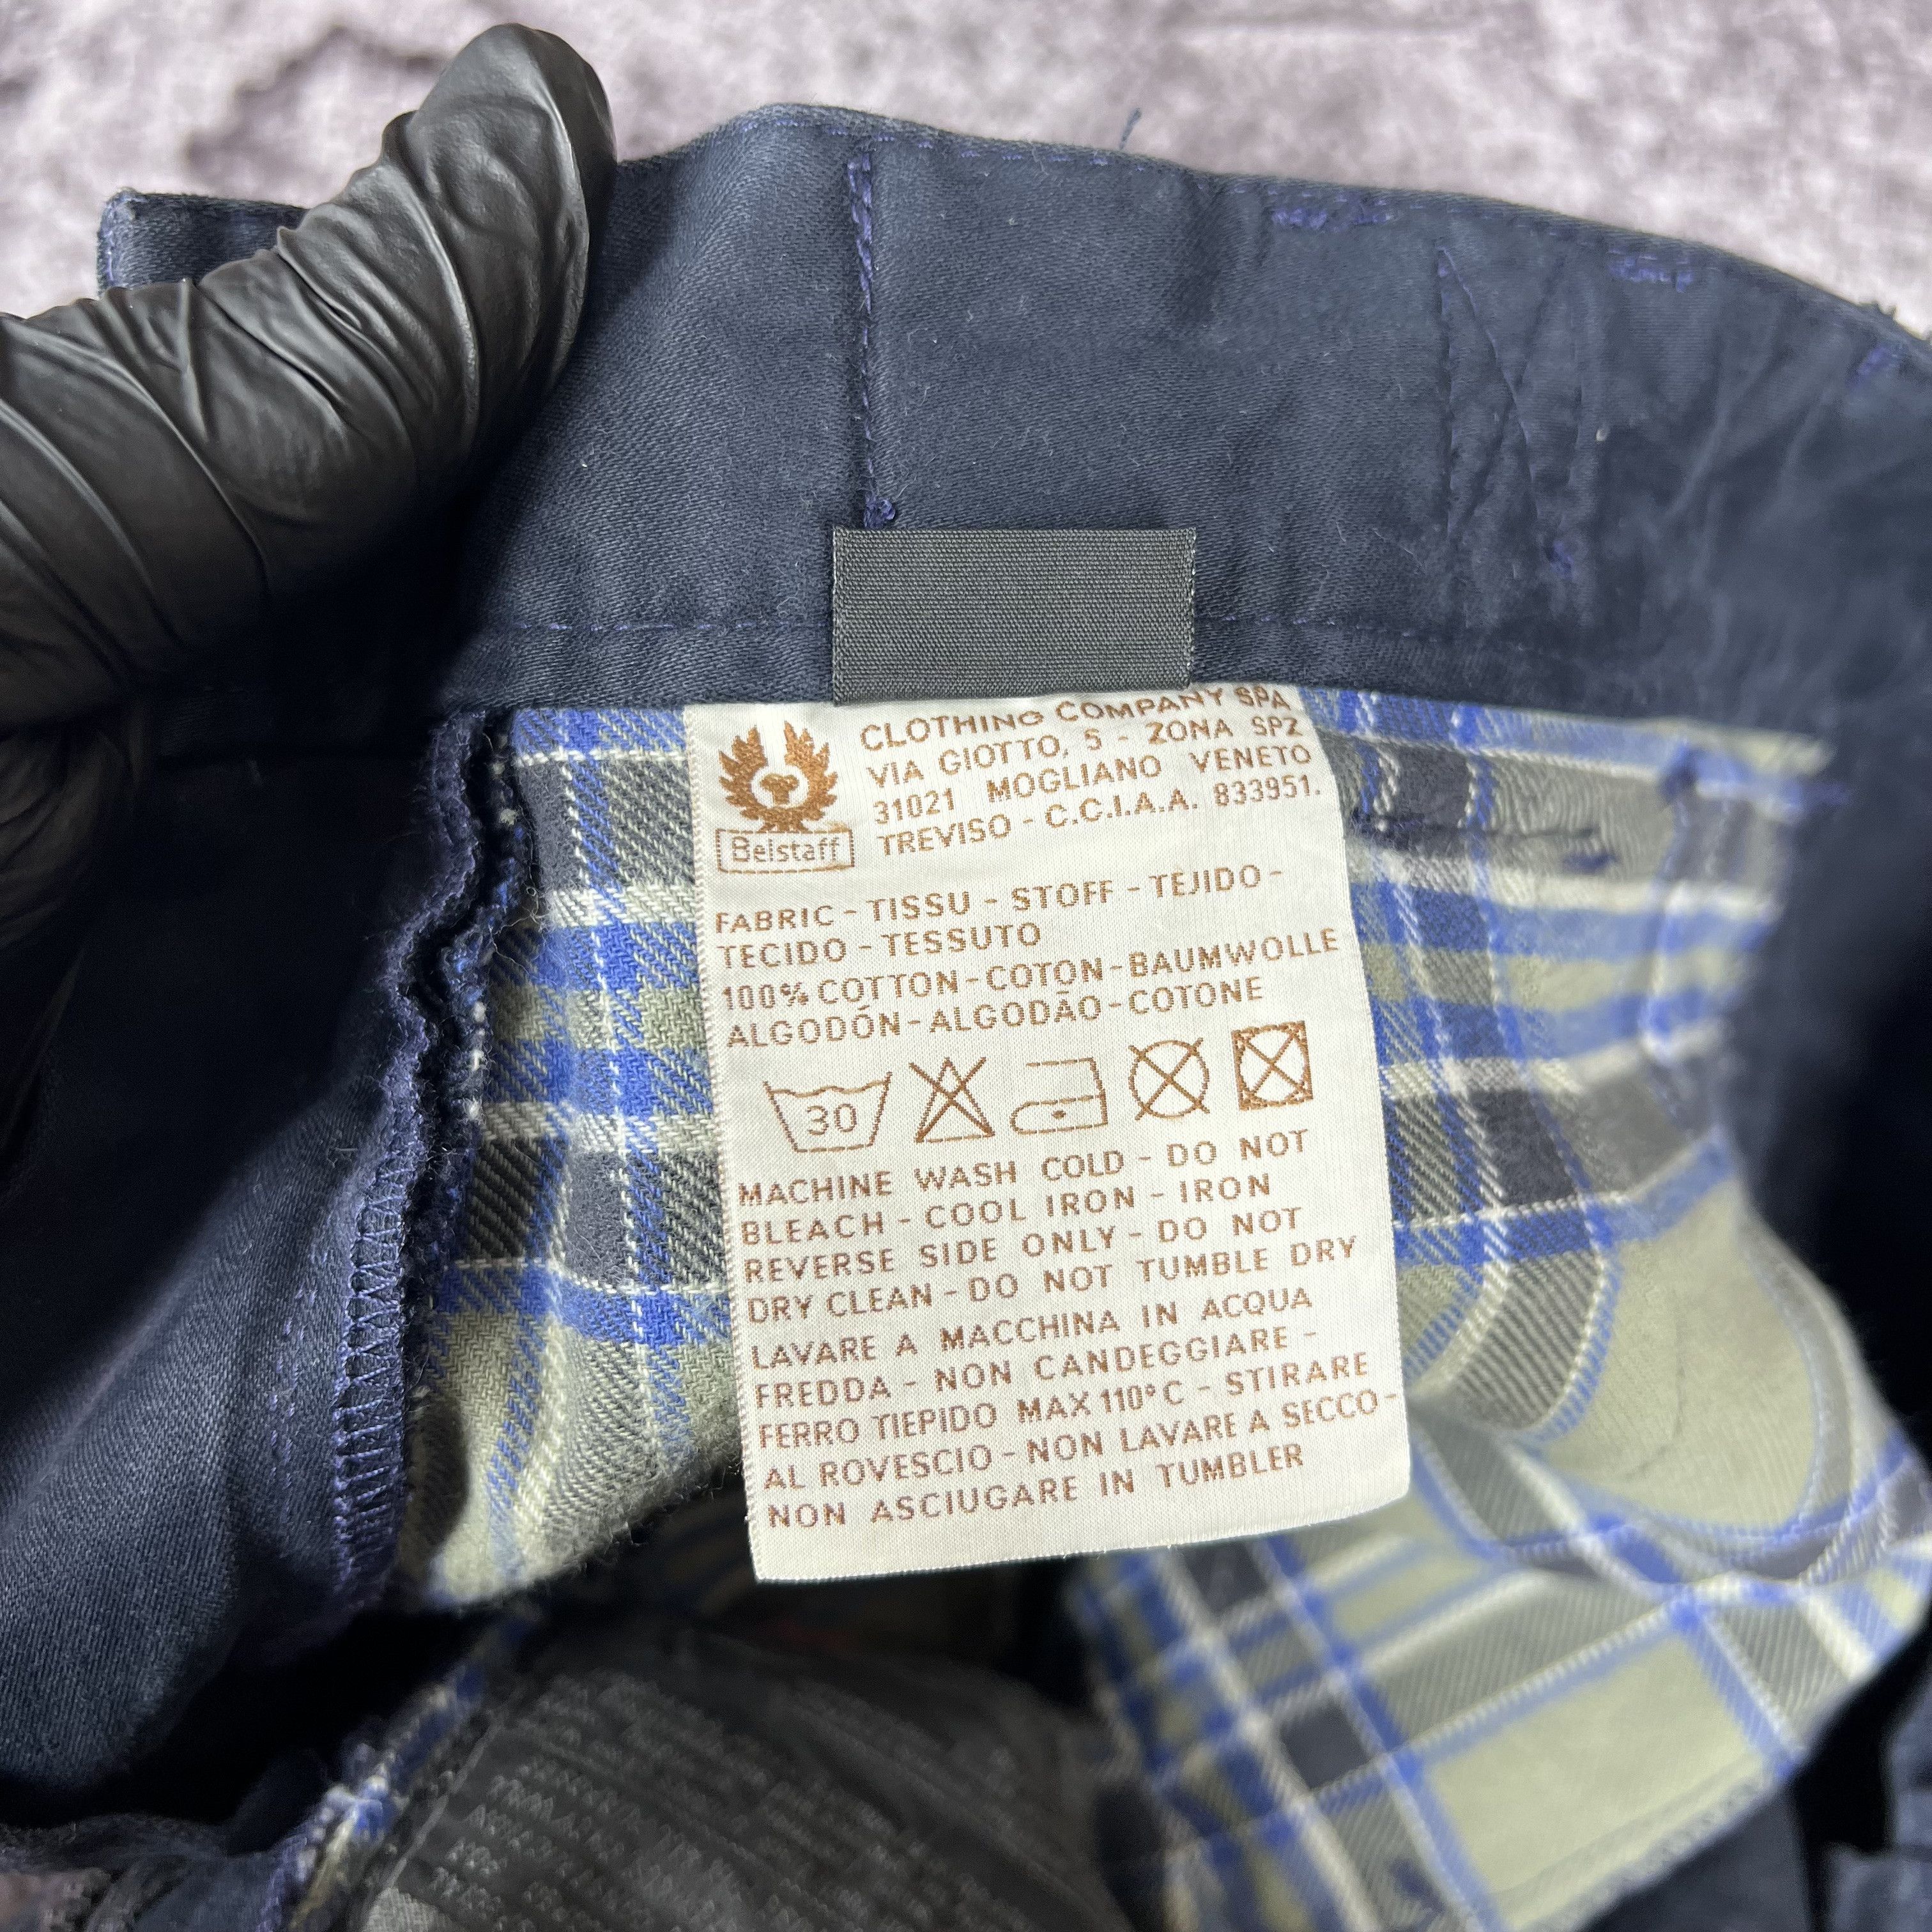 CLOTHING COMPANY SPA
VIA GIOTTO, 5 - ZONA SPZ
31021 MOGLIANO VENETO
TREVISO - C.C.I.A.A. 833951.
Belstaff
FABRIC - TISSU - STOFF - TEJIDO -
TECIDO - TESSUTO
100% COTTON - COTON - BAUMWOLLE
ALGODÓN - ALGODÃO - COTONE
30
MACHINE WASH COLD - DO NOT
BLEACH - COOL IRON - IRON
REVERSE SIDE ONLY - DO NOT
DRY CLEAN - DO NOT TUMBLE DRY
LAVARE A MACCHINA IN ACQUA
FREDDA - NON CANDEGGIARE -
FERRO TIEPIDO MAX 110°C - STIRARE
AL ROVESCIO - NON LAVARE A SECCO -
NON ASCIUGARE IN TUMBLER